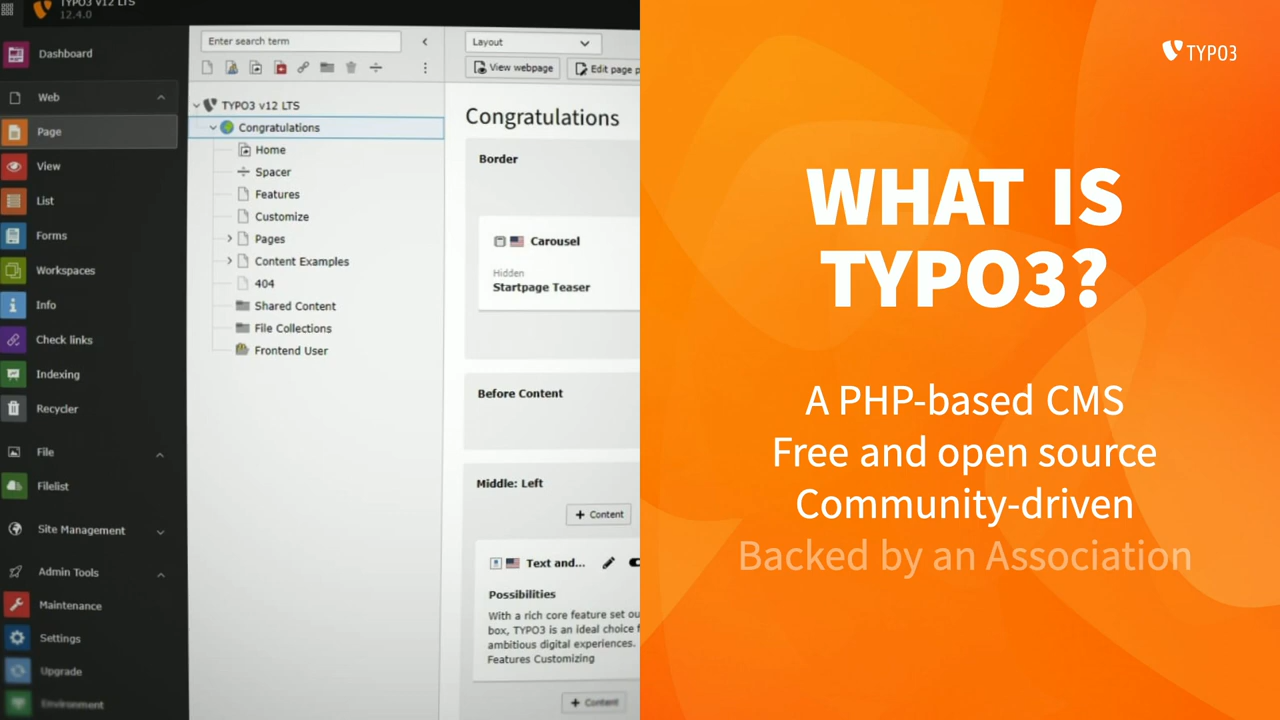 TYPO3 v12 LTS
12.4.0
Dashboard
Web
Page
View
List
Forms
Workspaces
Info
Check links
Indexing
Recycler
File
Filelist
Site Management
Admin Tools
Maintenance
Settings
Upgrade
Environment
Enter search term
TYPO3 v12 LTS
Congratulations
Home
Spacer
Features
Customize
Pages
Content Examples
404
Shared Content
File Collections
Frontend User
Layout
View webpage
Edit page p
Congratulations
Border
Carousel
Hidden
Startpage Teaser
Before Content
Middle: Left
+ Content
Text and...
Possibilities
With a rich core feature set ou
box, TYPO3 is an ideal choice f
ambitious digital experiences.
Features Customizing
+ Content
TYPO3
WHAT IS
TYPO3?
A PHP-based CMS
Free and open source
Community-driven
Backed by an Association